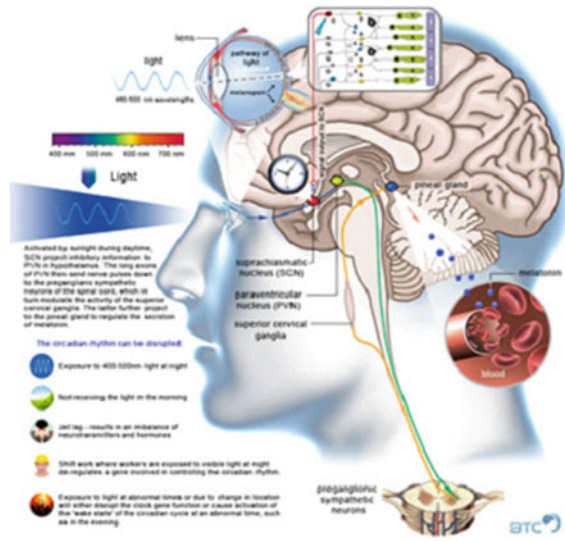 lens
light
pathway of light
melanopsin
460-500 nm wavelengths
400 nm 500 nm 600 nm 700 nm
Light
pineal gland
Activated by sunlight during daytime,
SCN project inhibitory information to
PVN in hypothalamus. The long axons
of PVN then send nerve pulses down
to the preganglionic sympathetic
neurons of the spinal cord, which in
turn modulate the activity of the superior
cervical ganglia. The latter further project
to the pineal gland to regulate the secretion
of melatonin.
suprachiasmatic
nucleus (SCN)
paraventricular
nucleus (PVN)
superior cervical
ganglia
melatonin
blood
The circadian rhythm can be disrupted:
Exposure to 400-500nm light at night
Not receiving the light in the morning
Jet lag - results in an imbalance of
neurotransmitters and hormones
Shift work where workers are exposed to visible light at night
de-regulates a gene involved in controlling the circadian rhythm.
Exposure to light at abnormal times or due to change in location
will either disrupt the clock gene function or cause activation of
the "wake state" of the circadian cycle at an abnormal time, such
as in the evening.
preganglionic
sympathetic
neurons
BTC